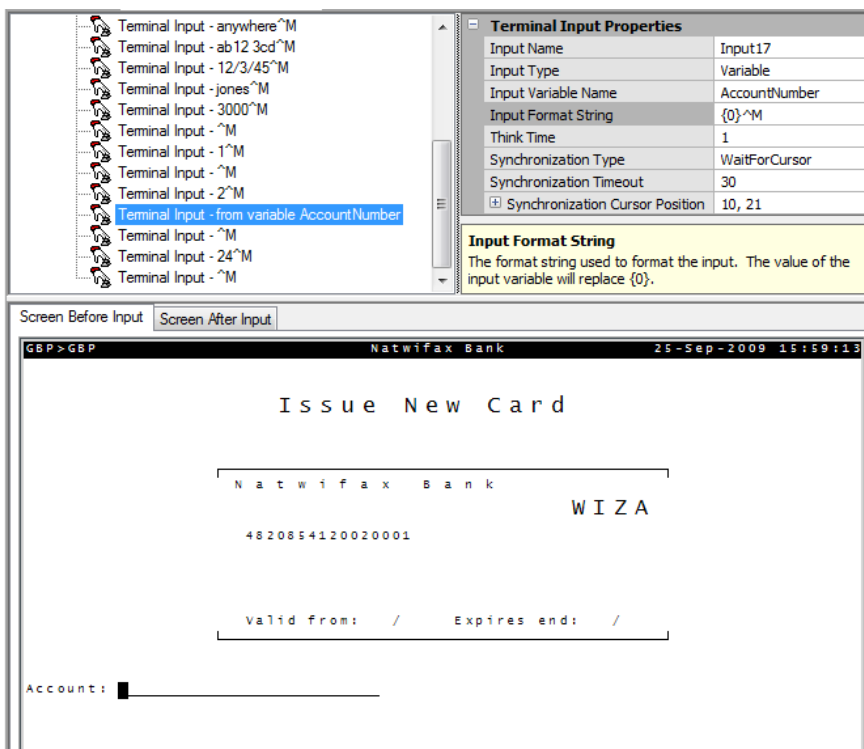 Terminal Input - anywhere^M
Terminal Input - ab12 3cd^M
Terminal Input - 12/3/45^M
Terminal Input - jones^M
Terminal Input - 3000^M
Terminal Input - ^M
Terminal Input - 1^M
Terminal Input - ^M
Terminal Input - 2^M
Terminal Input - from variable AccountNumber
Terminal Input - ^M
Terminal Input - 24^M
Terminal Input - ^M
Terminal Input Properties
Input Name Input17
Input Type Variable
Input Variable Name AccountNumber
Input Format String {0}^M
Think Time 1
Synchronization Type WaitForCursor
Synchronization Timeout 30
Synchronization Cursor Position 10, 21
Input Format String
The format string used to format the input. The value of the
input variable will replace {0}.
Screen Before Input Screen After Input
GBP>GBP Natwifax Bank 25-Sep-2009 15:59:13
Issue New Card
Natwifax Bank
WIZA
4820854120020001
Valid from: / Expires end: /
Account: